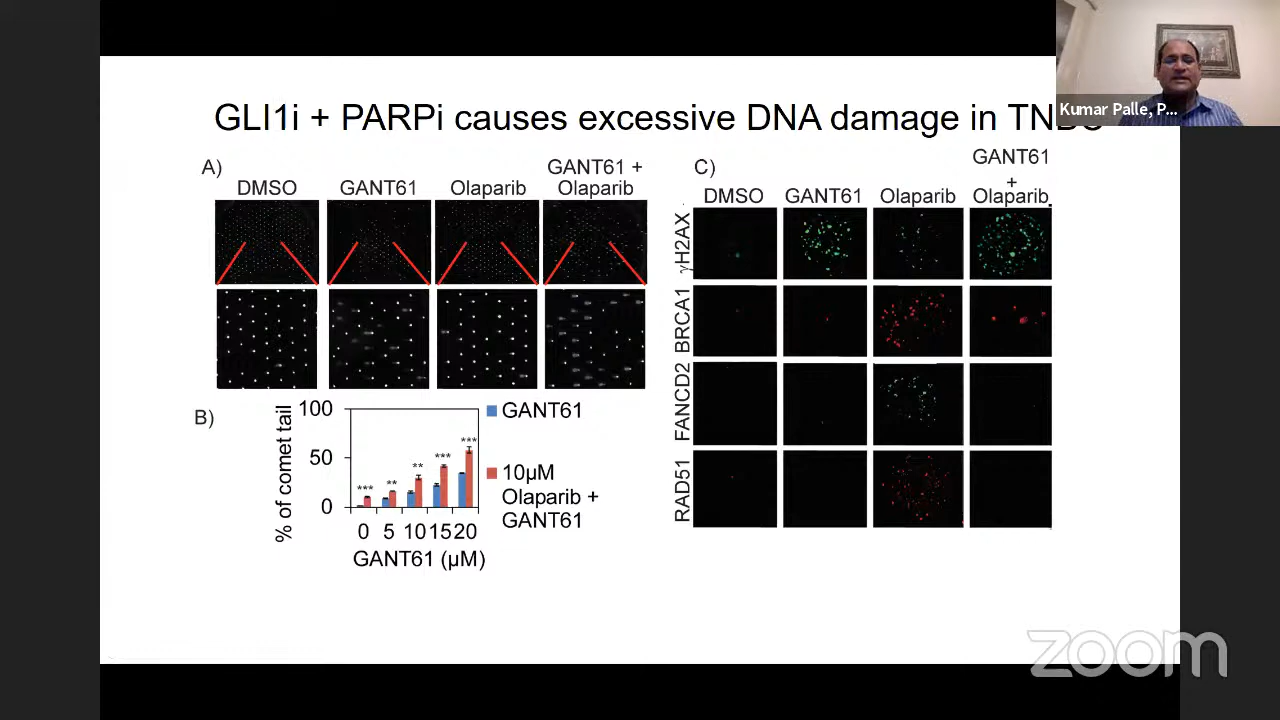 GLI1i + PARPi causes excessive DNA damage in
Kumar Palle, P...
A)
DMSO
GANT61
Olaparib
GANT61 +
Olaparib
B)
% of comet tail
100
50
0
***
**
**
***
***
0 5 10 15 20
GANT61 (µM)
GANT61
10µM
Olaparib +
GANT61
C)
DMSO
GANT61
Olaparib
GANT61
+
Olaparib
γH2AX
BRCA1
FANCD2
RAD51
zoom